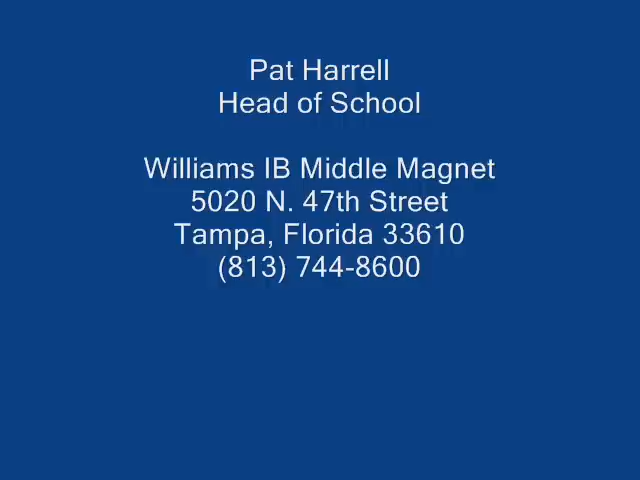 Pat Harrell
Head of School
Williams IB Middle Magnet
5020 N. 47th Street
Tampa, Florida 33610
(813) 744-8600